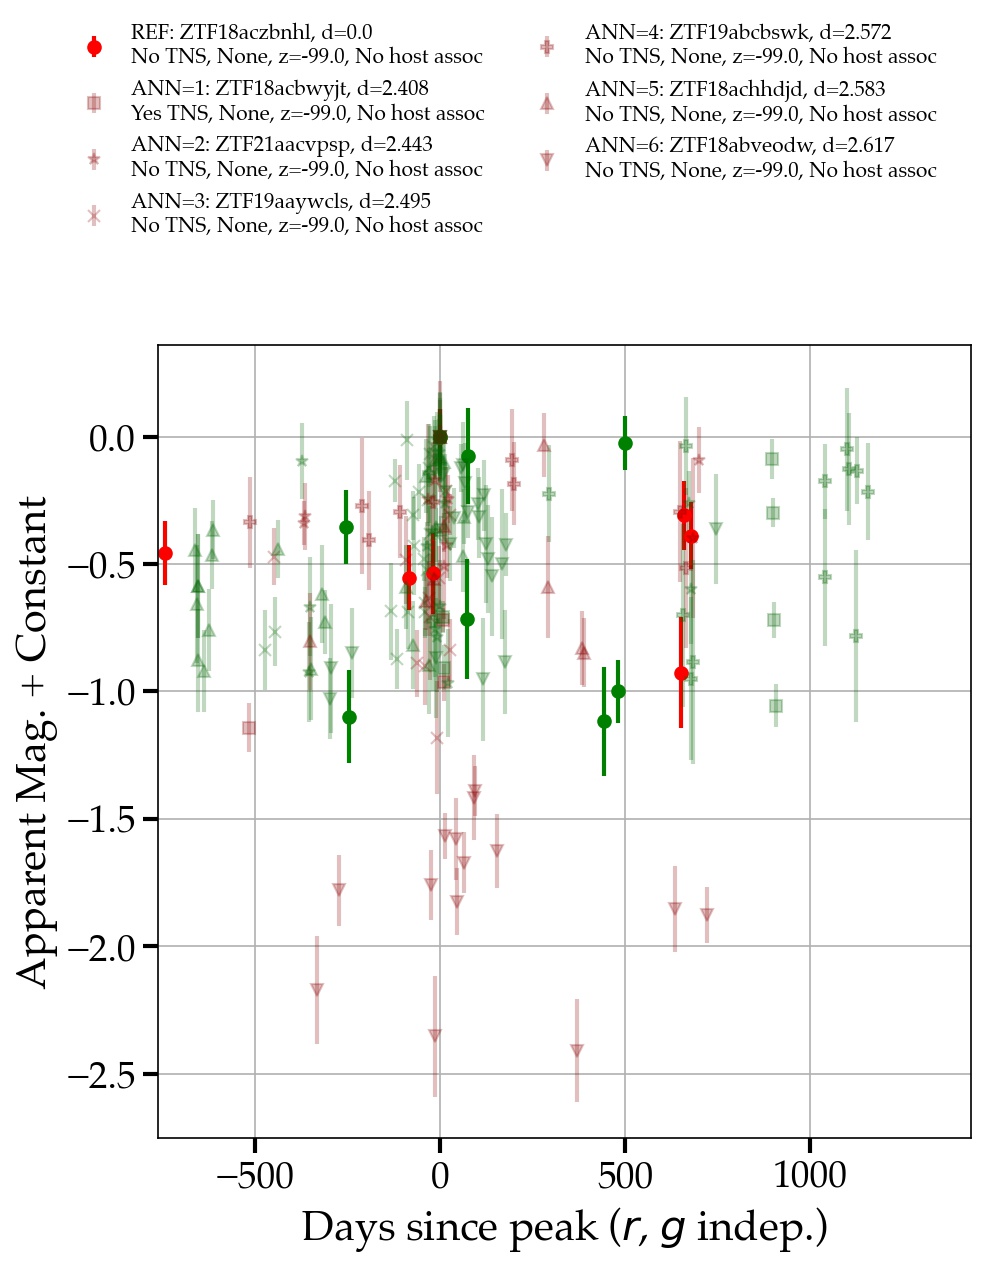 REF: ZTF18aczbnhl, d=0.0
No TNS, None, z=-99.0, No host assoc
ANN=1: ZTF18acbwyjt, d=2.408
Yes TNS, None, z=-99.0, No host assoc
ANN=2: ZTF21aacvpsp, d=2.443
No TNS, None, z=-99.0, No host assoc
ANN=3: ZTF19aaywcls, d=2.495
No TNS, None, z=-99.0, No host assoc
ANN=4: ZTF19abcbswk, d=2.572
No TNS, None, z=-99.0, No host assoc
ANN=5: ZTF18achhdjd, d=2.583
No TNS, None, z=-99.0, No host assoc
ANN=6: ZTF18abveodw, d=2.617
No TNS, None, z=-99.0, No host assoc
Apparent Mag. + Constant
0.0
−0.5
−1.0
−1.5
−2.0
−2.5
−500
0
500
1000
Days since peak (r, g indep.)